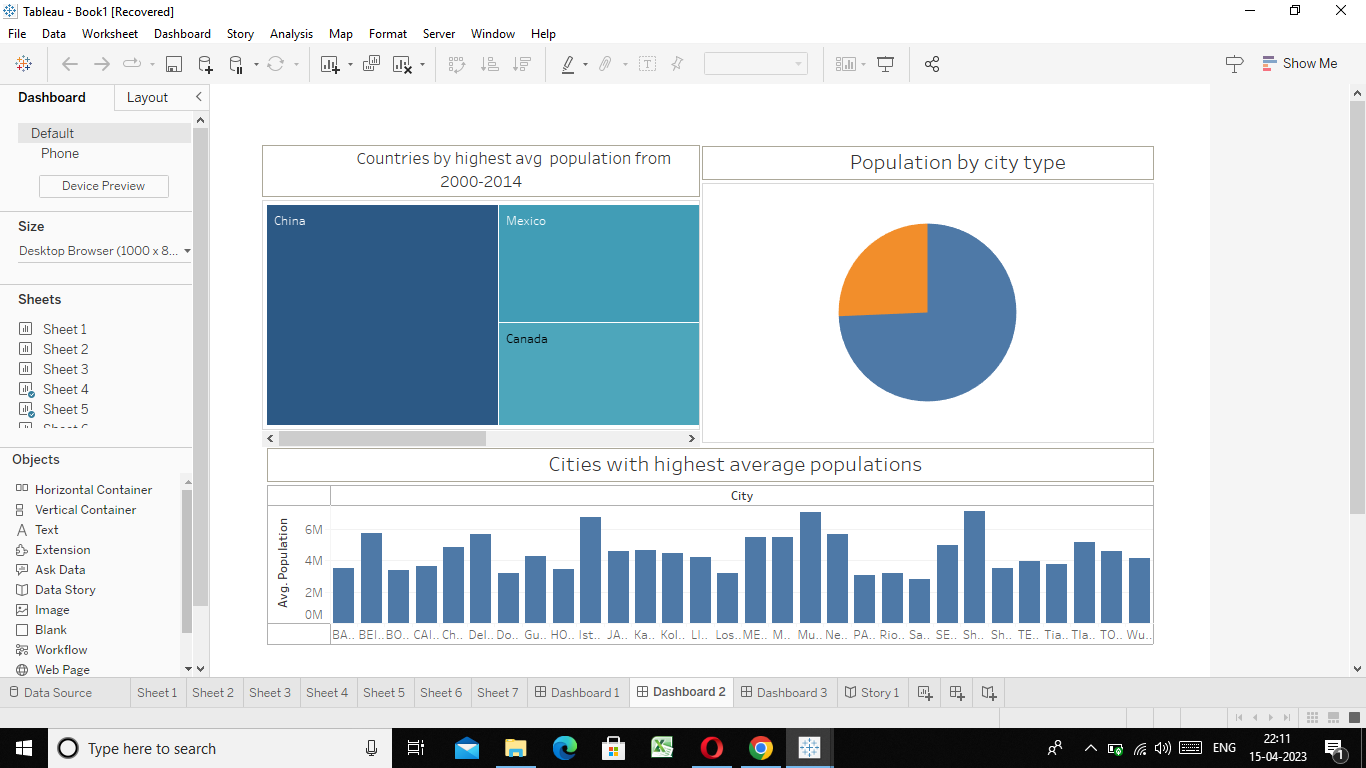 Tableau - Book1 [Recovered]
File Data Worksheet Dashboard Story Analysis Map Format Server Window Help
Show Me
Dashboard Layout
Default
Phone
Device Preview
Size
Desktop Browser (1000 x 8...
Sheets
Sheet 1
Sheet 2
Sheet 3
Sheet 4
Sheet 5
Objects
Horizontal Container
Vertical Container
Text
Extension
Ask Data
Data Story
Image
Blank
Workflow
Web Page
Countries by highest avg population from
2000-2014
China
Mexico
Canada
Population by city type
Cities with highest average populations
City
Avg. Population
6M
4M
2M
0M
BA.. BEI.. BO.. CAI.. Ch.. Del.. Do.. Gu.. HO.. Ist.. JA.. Ka.. Kol.. LI.. Los.. ME.. M.. Mu.. Ne.. PA.. Rio.. Sa.. SE.. Sh.. Sh.. TE.. Tia.. Tla.. TO.. Wu..
Data Source Sheet 1 Sheet 2 Sheet 3 Sheet 4 Sheet 5 Sheet 6 Sheet 7 Dashboard 1 Dashboard 2 Dashboard 3 Story 1
Type here to search
ENG
22:11
15-04-2023
1